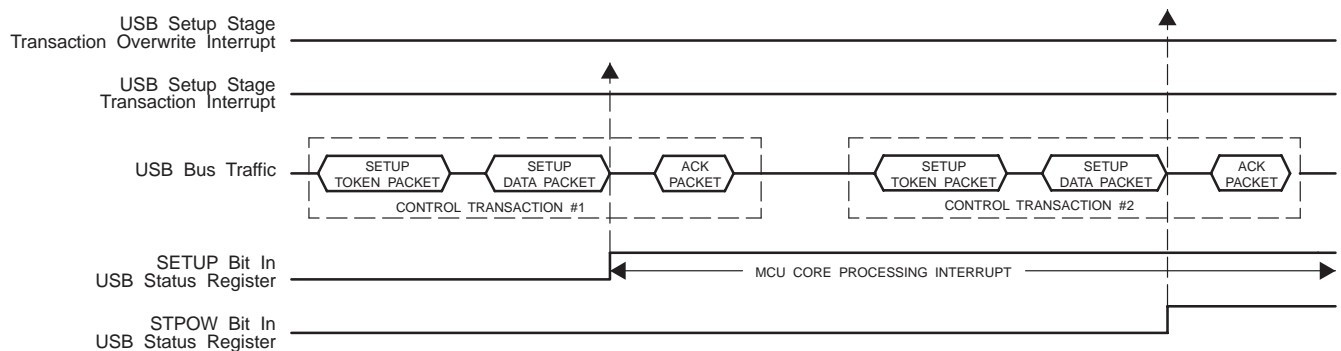 USB Setup Stage
Transaction Overwrite Interrupt
USB Setup Stage
Transaction Interrupt
USB Bus Traffic
SETUP
TOKEN PACKET
SETUP
DATA PACKET
ACK
PACKET
CONTROL TRANSACTION #1
SETUP
TOKEN PACKET
SETUP
DATA PACKET
ACK
PACKET
CONTROL TRANSACTION #2
SETUP Bit In
USB Status Register
MCU CORE PROCESSING INTERRUPT
STPOW Bit In
USB Status Register